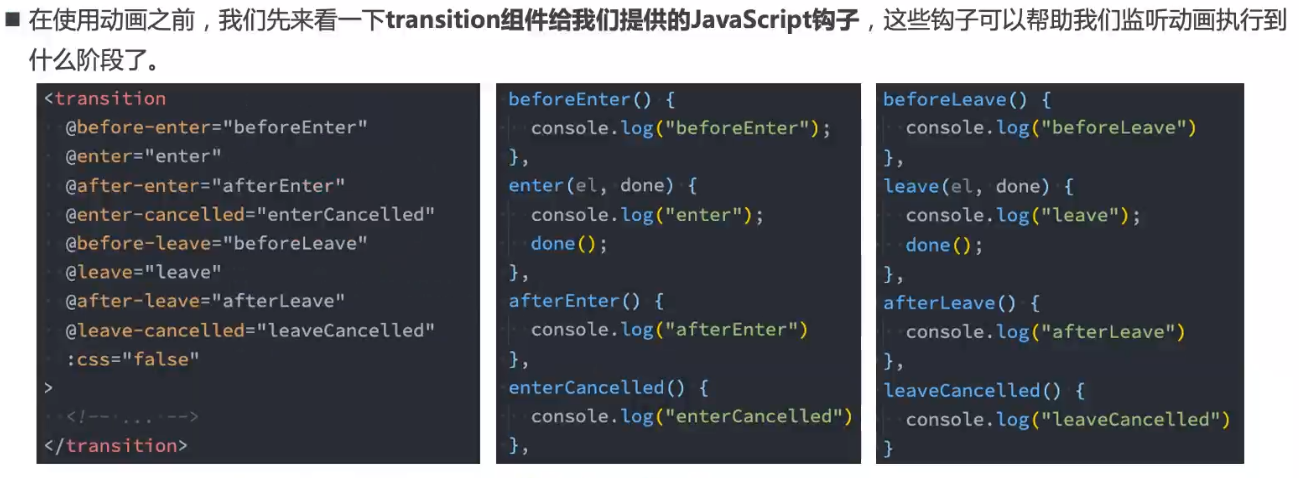 ■ 在使用动画之前，我们先来看一下transition组件给我们提供的JavaScript钩子，这些钩子可以帮助我们监听动画执行到
什么阶段了。
<transition
@before-enter="beforeEnter"
@enter="enter"
@after-enter="afterEnter"
@enter-cancelled="enterCancelled"
@before-leave="beforeLeave"
@leave="leave"
@after-leave="afterLeave"
@leave-cancelled="leaveCancelled"
:css="false"
>
<!-- ... -->
</transition>
beforeEnter() {
console.log("beforeEnter");
},
enter(el, done) {
console.log("enter");
done();
},
afterEnter() {
console.log("afterEnter")
},
enterCancelled() {
console.log("enterCancelled")
},
beforeLeave() {
console.log("beforeLeave")
},
leave(el, done) {
console.log("leave");
done();
},
afterLeave() {
console.log("afterLeave")
},
leaveCancelled() {
console.log("leaveCancelled")
}